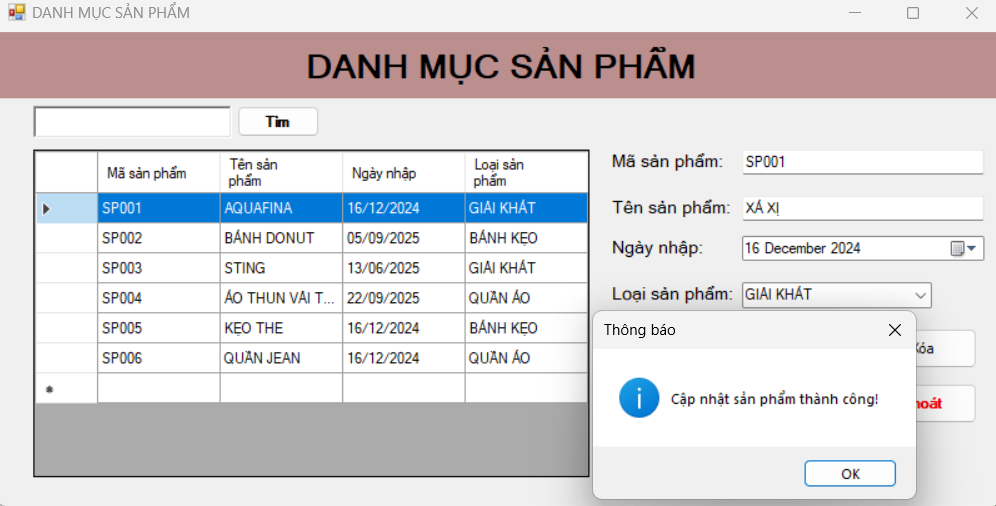 DANH MỤC SẢN PHẨM
DANH MỤC SẢN PHẨM
Tìm
Mã sản phẩm Tên sản phẩm Ngày nhập Loại sản phẩm
SP001 AQUAFINA 16/12/2024 GIẢI KHÁT
SP002 BÁNH DONUT 05/09/2025 BÁNH KẸO
SP003 STING 13/06/2025 GIẢI KHÁT
SP004 ÁO THUN VẢI T... 22/09/2025 QUẦN ÁO
SP005 KẸO THE 16/12/2024 BÁNH KẸO
SP006 QUẦN JEAN 16/12/2024 QUẦN ÁO
Mã sản phẩm: SP001
Tên sản phẩm: XÁ XỊ
Ngày nhập: 16 December 2024
Loại sản phẩm: GIẢI KHÁT
Thông báo
Cập nhật sản phẩm thành công!
OK